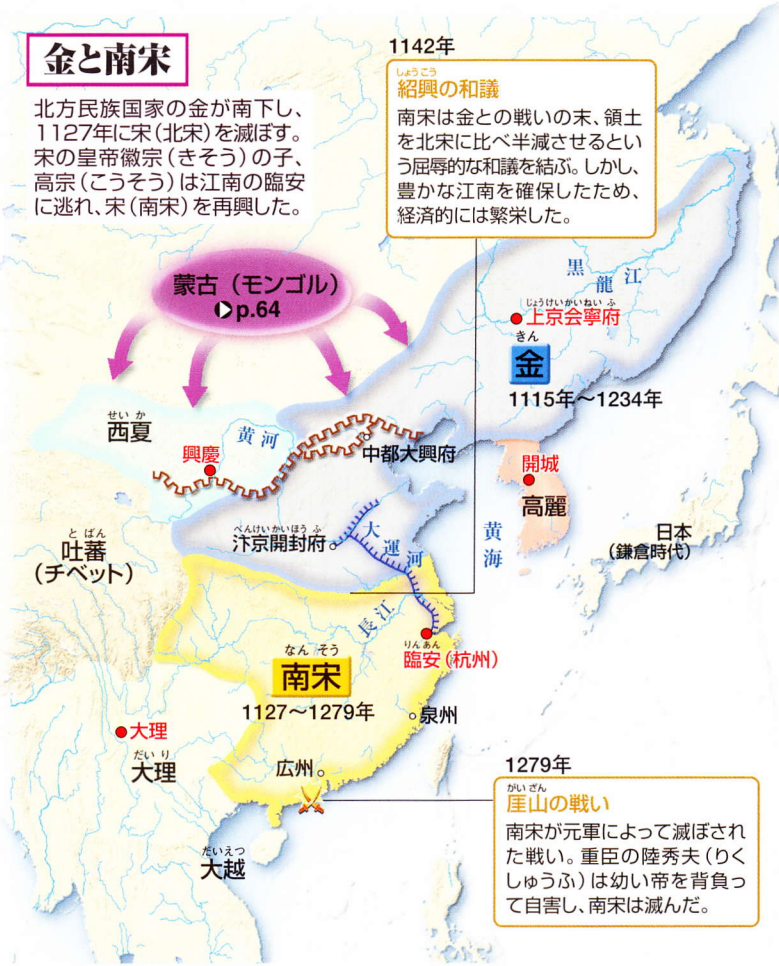 金と南宋
北方民族国家の金が南下し、
1127年に宋(北宋)を滅ぼす。
宋の皇帝徽宗(きそう)の子、
高宗(こうそう)は江南の臨安
に逃れ、宋(南宋)を再興した。
1142年
しょうこう
紹興の和議
南宋は金との戦いの末、領土
を北宋に比べ半減させるとい
う屈辱的な和議を結ぶ。しかし、
豊かな江南を確保したため、
経済的には繁栄した。
蒙古(モンゴル)
p.64
黒龍江
じょうけいかいねいふ
上京会寧府
きん
金
1115年〜1234年
せいか
西夏
黄河
興慶
中都大興府
開城
高麗
べんけいかいほうふ
汴京開封府
大運河
黄海
日本
(鎌倉時代)
とばん
吐蕃
(チベット)
長江
りんあん
臨安(杭州)
なんそう
南宋
1127〜1279年
泉州
大理
だいり
大理
広州
だいえつ
大越
1279年
がいざん
厓山の戦い
南宋が元軍によって滅ぼされ
た戦い。重臣の陸秀夫(りく
しゅうふ)は幼い帝を背負っ
て自害し、南宋は滅んだ。